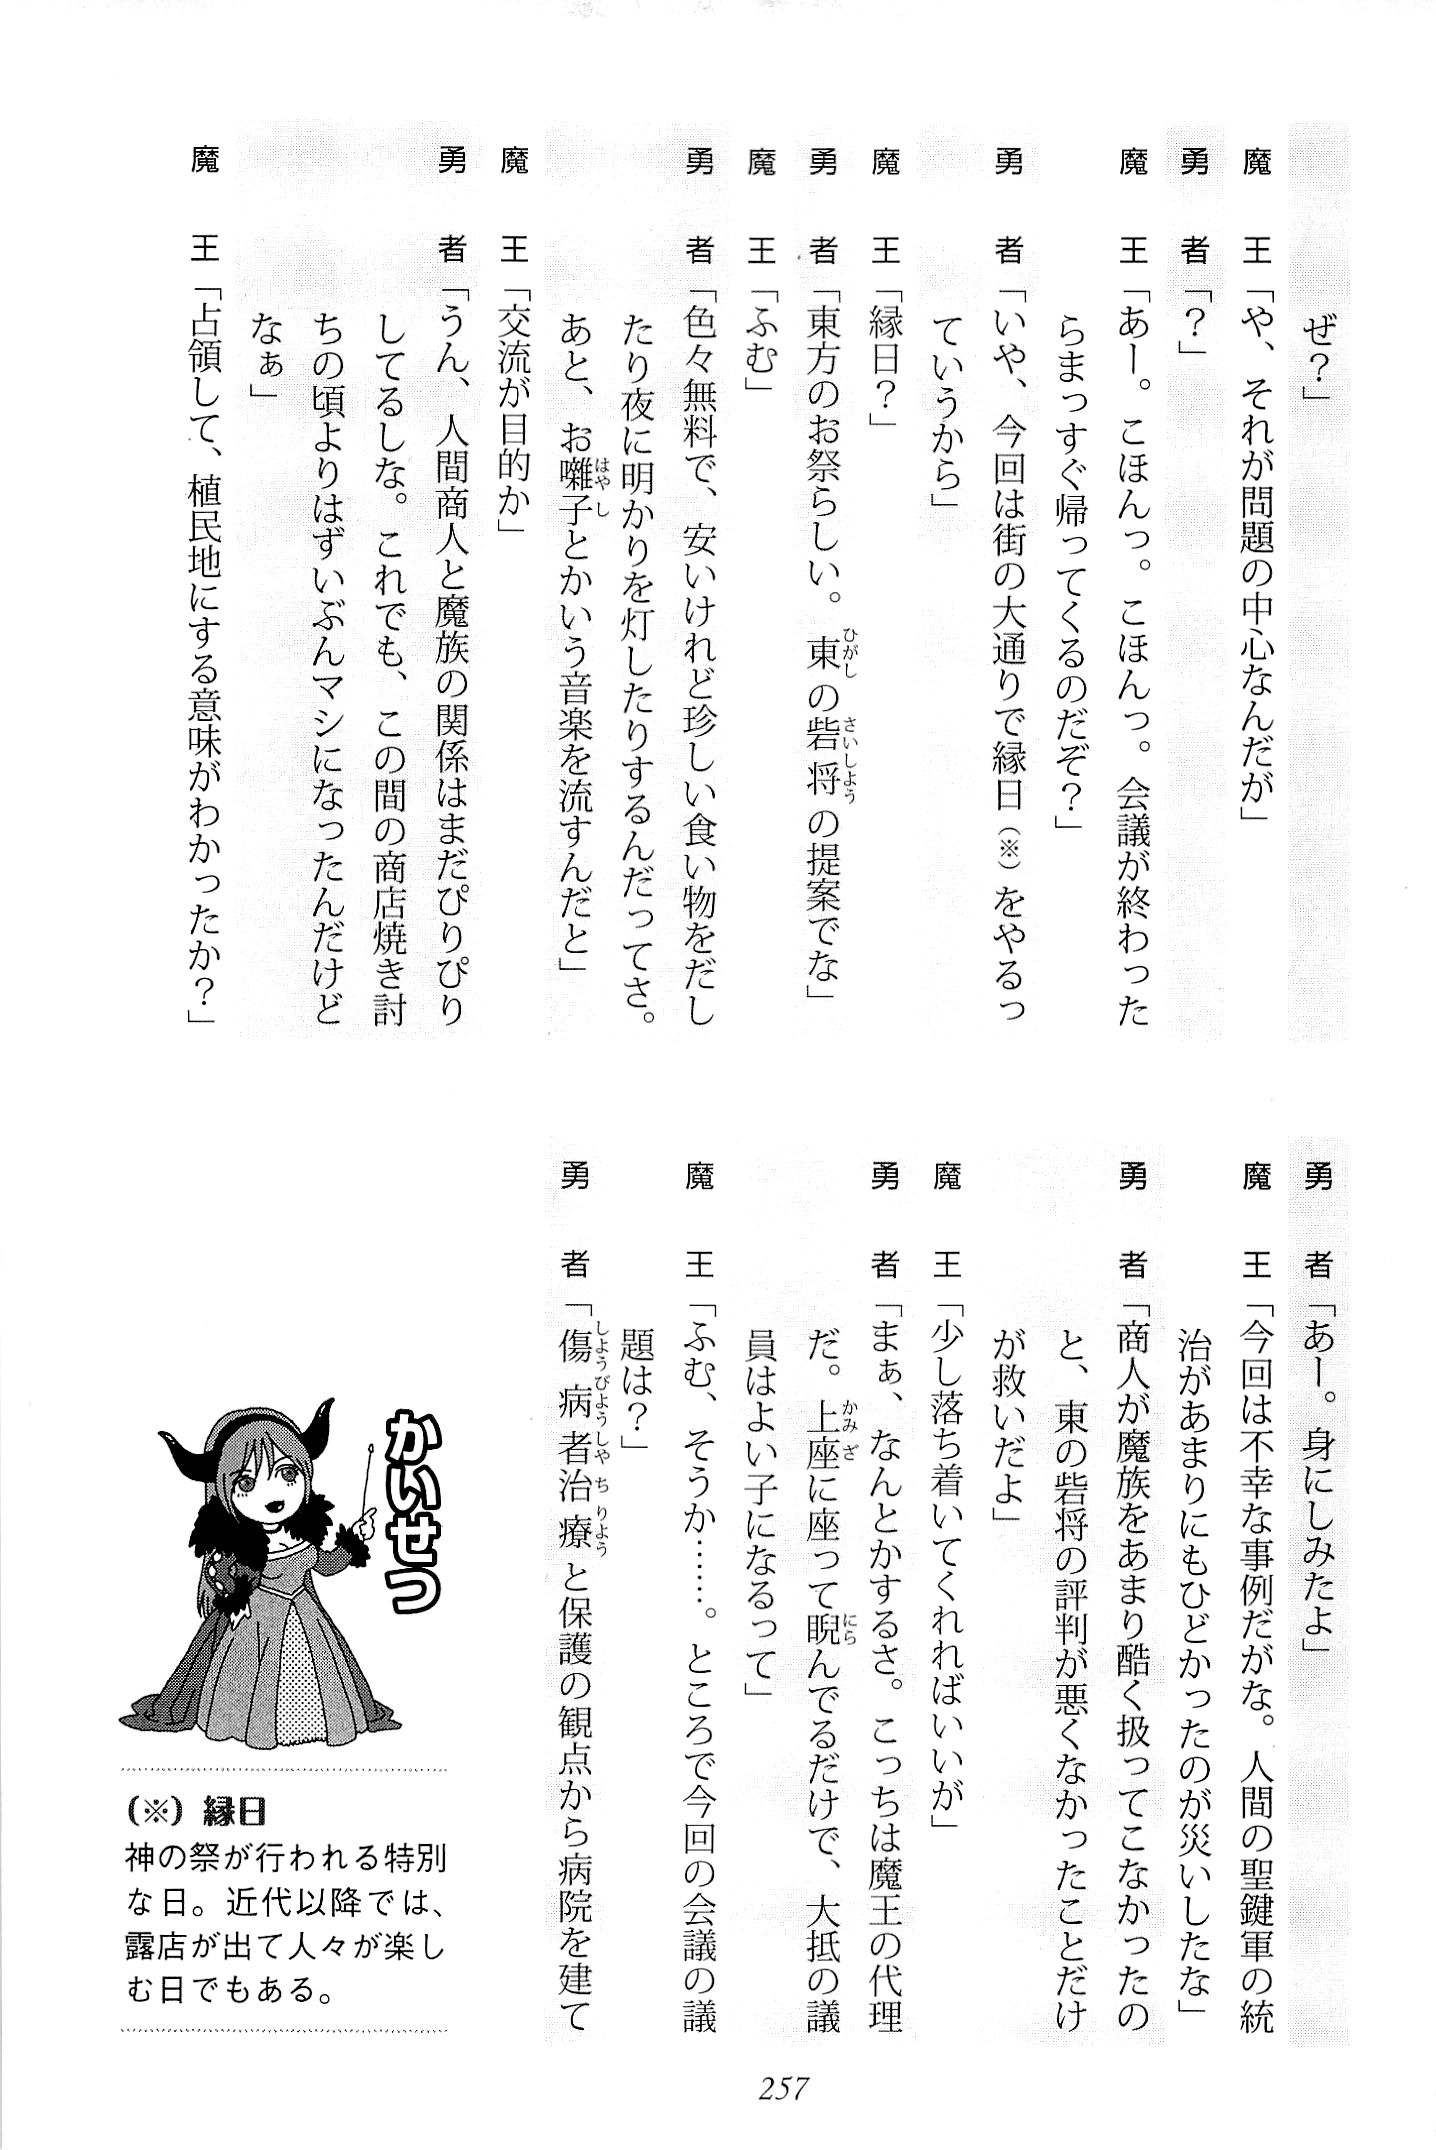 ぜ？」
魔王「や、それが問題の中心なんだが」
勇者「？」
魔王「あー。こほんっ。こほんっ。会議が終わった
らまっすぐ帰ってくるのだぞ？」
勇者「いや、今回は街の大通りで縁日（※）をやるっ
ていうから」
魔王「縁日？」
勇者「東方のお祭らしい。東の砦将の提案でな」
魔王「ふむ」
勇者「色々無料で、安いけれど珍しい食い物をだし
たり夜に明かりを灯したりするんだってさ。
あと、お囃子とかいう音楽を流すんだと」
魔王「交流が目的か」
勇者「うん、人間商人と魔族の関係はまだぴりぴり
してるしな。これでも、この間の商店焼き討
ちの頃よりはずいぶんマシになったんだけど
なぁ」
魔王「占領して、植民地にする意味がわかったか？」
勇者「あー。身にしみたよ」
魔王「今回は不幸な事例だがな。人間の聖鍵軍の統
治があまりにもひどかったのが災いしたな」
勇者「商人が魔族をあまり酷く扱ってこなかったの
と、東の砦将の評判が悪くなかったことだけ
が救いだよ」
魔王「少し落ち着いてくれればいいが」
勇者「まぁ、なんとかするさ。こっちは魔王の代理
だ。上座に座って睨んでるだけで、大抵の議
員はよい子になるって」
魔王「ふむ、そうか……。ところで今回の会議の議
題は？」
勇者「傷病者治療と保護の観点から病院を建て
かいせつ
（※）縁日
神の祭が行われる特別
な日。近代以降では、
露店が出て人々が楽し
む日でもある。
257